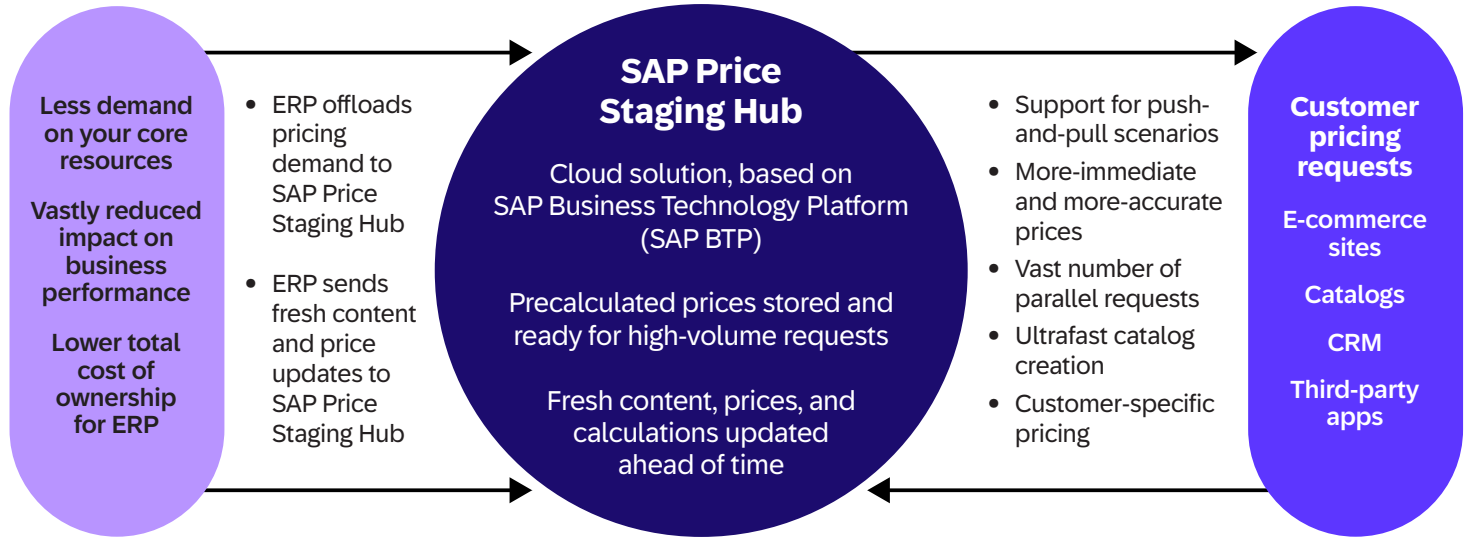 Less demand
on your core
resources
Vastly reduced
impact on
business
performance
Lower total
cost of
ownership
for ERP
• ERP offloads
pricing
demand to
SAP Price
Staging Hub
• ERP sends
fresh content
and price
updates to
SAP Price
Staging Hub
SAP Price
Staging Hub
Cloud solution, based on
SAP Business Technology Platform
(SAP BTP)
Precalculated prices stored and
ready for high-volume requests
Fresh content, prices, and
calculations updated
ahead of time
• Support for push-
and-pull scenarios
• More-immediate
and more-accurate
prices
• Vast number of
parallel requests
• Ultrafast catalog
creation
• Customer-specific
pricing
Customer
pricing
requests
E-commerce
sites
Catalogs
CRM
Third-party
apps